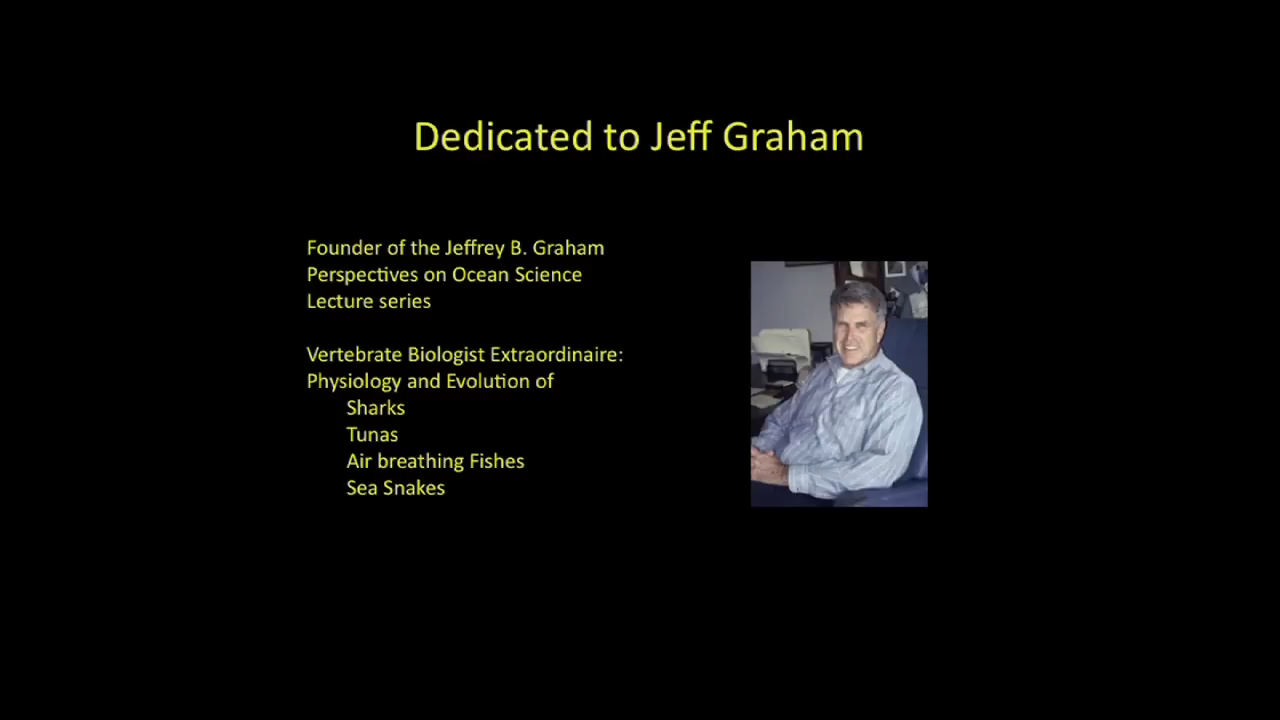 Dedicated to Jeff Graham
Founder of the Jeffrey B. Graham
Perspectives on Ocean Science
Lecture series
Vertebrate Biologist Extraordinaire:
Physiology and Evolution of
Sharks
Tunas
Air breathing Fishes
Sea Snakes